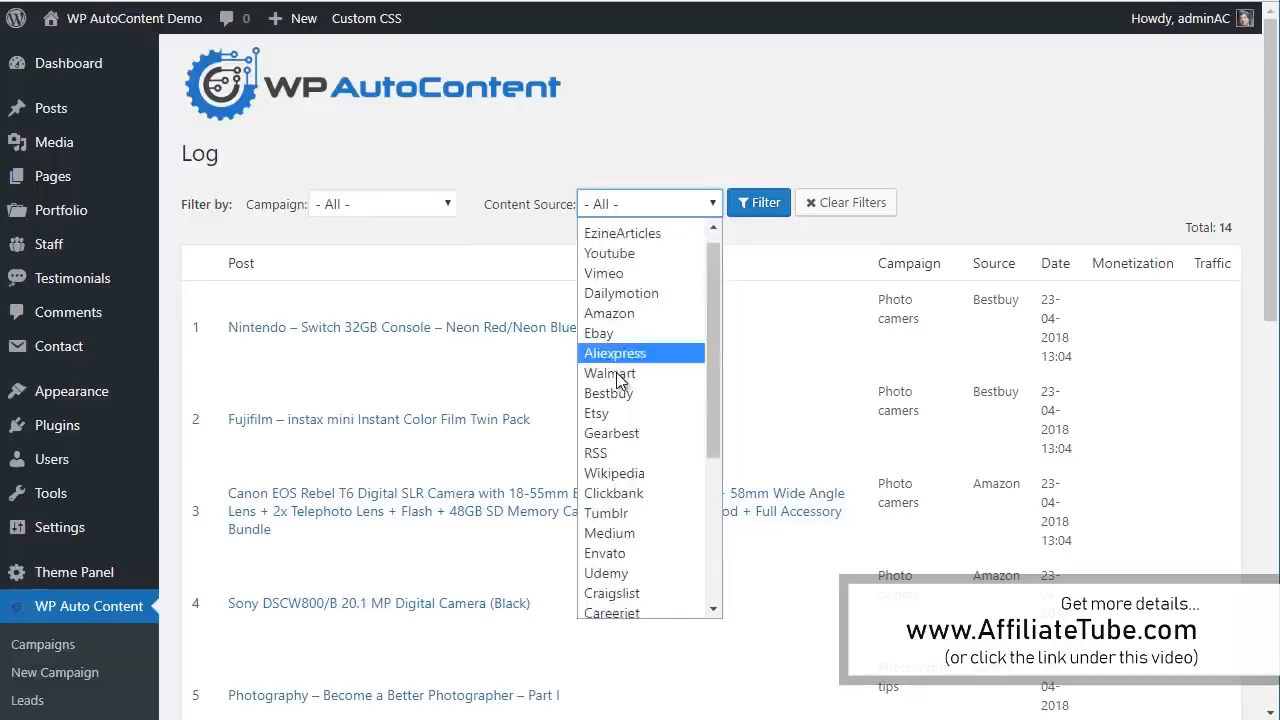 WP AutoContent Demo 0 New Custom CSS Howdy, adminAC
Dashboard
Posts
Media
Pages
Portfolio
Staff
Testimonials
Comments
Contact
Appearance
Plugins
Users
Tools
Settings
Theme Panel
WP Auto Content
Campaigns
New Campaign
Leads
WP AutoContent
Log
Filter by: Campaign: - All - Content Source: - All - Filter Clear Filters
Total: 14
EzineArticles
Youtube
Vimeo
Dailymotion
Amazon
Ebay
Aliexpress
Walmart
Bestbuy
Etsy
Gearbest
RSS
Wikipedia
Clickbank
Tumblr
Medium
Envato
Udemy
Craigslist
Careerjet
Post Campaign Source Date Monetization Traffic
1 Nintendo – Switch 32GB Console – Neon Red/Neon Blue
Photo
camers
Bestbuy
23-
04-
2018
13:04
2 Fujifilm – instax mini Instant Color Film Twin Pack
Photo
camers
Bestbuy
23-
04-
2018
13:04
3
Canon EOS Rebel T6 Digital SLR Camera with 18-55mm + 58mm Wide Angle
Lens + 2x Telephoto Lens + Flash + 48GB SD Memory + Full Accessory
Bundle
Photo
camers
Amazon
23-
04-
2018
13:04
4 Sony DSCW800/B 20.1 MP Digital Camera (Black)
Photo
camers
Amazon
23-
5 Photography – Become a Better Photographer – Part I
tips
04-
2018
Get more details...
www.AffiliateTube.com
(or click the link under this video)